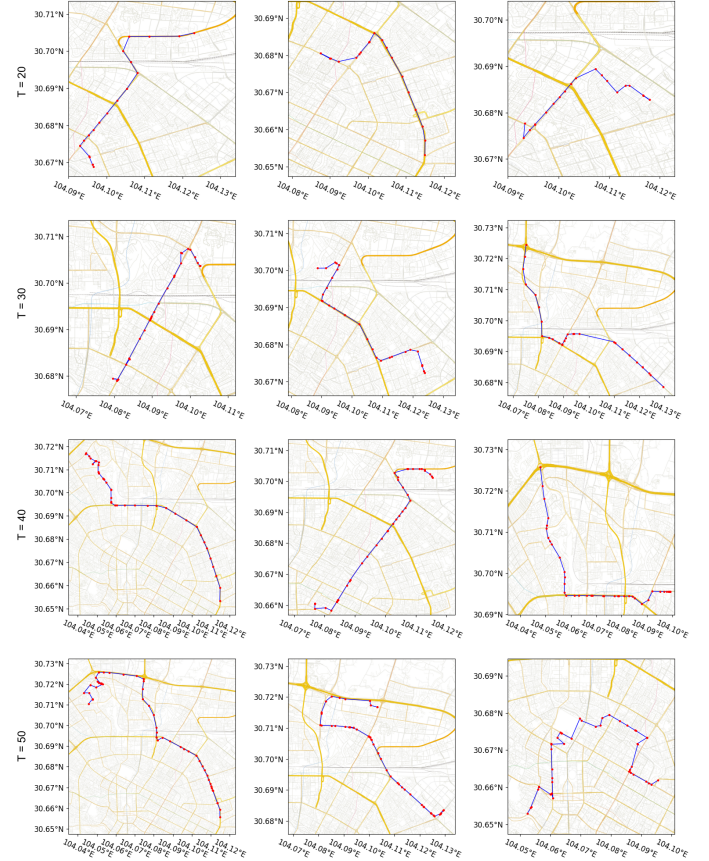 T = 20
30.71°N
30.70°N
30.69°N
30.68°N
30.67°N
104.09°E
104.10°E
104.11°E
104.12°E
104.13°E
30.69°N
30.68°N
30.67°N
30.66°N
30.65°N
104.08°E
104.09°E
104.10°E
104.11°E
104.12°E
30.70°N
30.69°N
30.68°N
30.67°N
104.09°E
104.10°E
104.11°E
104.12°E
T = 30
30.71°N
30.70°N
30.69°N
30.68°N
104.07°E
104.08°E
104.09°E
104.10°E
104.11°E
30.71°N
30.70°N
30.69°N
30.68°N
30.67°N
104.08°E
104.09°E
104.10°E
104.11°E
104.12°E
30.73°N
30.72°N
30.71°N
30.70°N
30.69°N
30.68°N
104.07°E
104.08°E
104.09°E
104.10°E
104.11°E
104.12°E
104.13°E
T = 40
30.72°N
30.71°N
30.70°N
30.69°N
30.68°N
30.67°N
30.66°N
30.65°N
104.04°E
104.05°E
104.06°E
104.07°E
104.08°E
104.09°E
104.10°E
104.11°E
104.12°E
30.71°N
30.70°N
30.69°N
30.68°N
30.67°N
30.66°N
104.07°E
104.08°E
104.09°E
104.10°E
104.11°E
104.12°E
30.73°N
30.72°N
30.71°N
30.70°N
30.69°N
104.05°E
104.06°E
104.07°E
104.08°E
104.09°E
104.10°E
T = 50
30.73°N
30.72°N
30.71°N
30.70°N
30.69°N
30.68°N
30.67°N
30.66°N
30.65°N
104.04°E
104.05°E
104.06°E
104.07°E
104.08°E
104.09°E
104.10°E
104.11°E
104.12°E
30.73°N
30.72°N
30.71°N
30.70°N
30.69°N
30.68°N
104.07°E
104.08°E
104.09°E
104.10°E
104.11°E
104.12°E
104.13°E
30.69°N
30.68°N
30.67°N
30.66°N
30.65°N
104.05°E
104.06°E
104.07°E
104.08°E
104.09°E
104.10°E